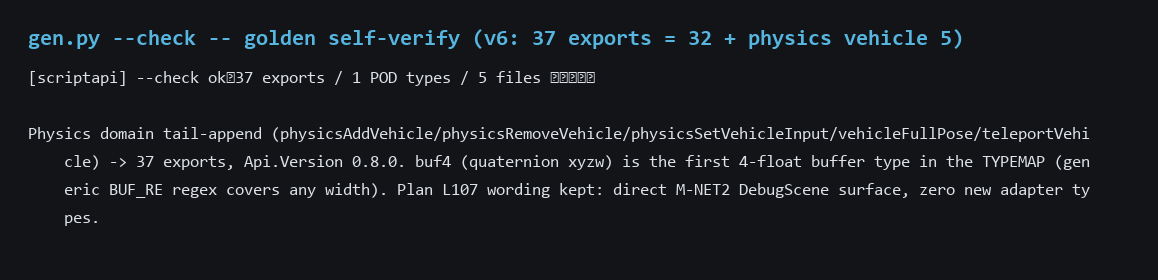 gen.py --check -- golden self-verify (v6: 37 exports = 32 + physics vehicle 5)
[scriptapi] --check ok 37 exports / 1 POD types / 5 files
Physics domain tail-append (physicsAddVehicle/physicsRemoveVehicle/physicsSetVehicleInput/vehicleFullPose/teleportVehi
cle) -> 37 exports, Api.Version 0.8.0. buf4 (quaternion xyzw) is the first 4-float buffer type in the TYPEMAP (gen
eric BUF_RE regex covers any width). Plan L107 wording kept: direct M-NET2 DebugScene surface, zero new adapter ty
pes.